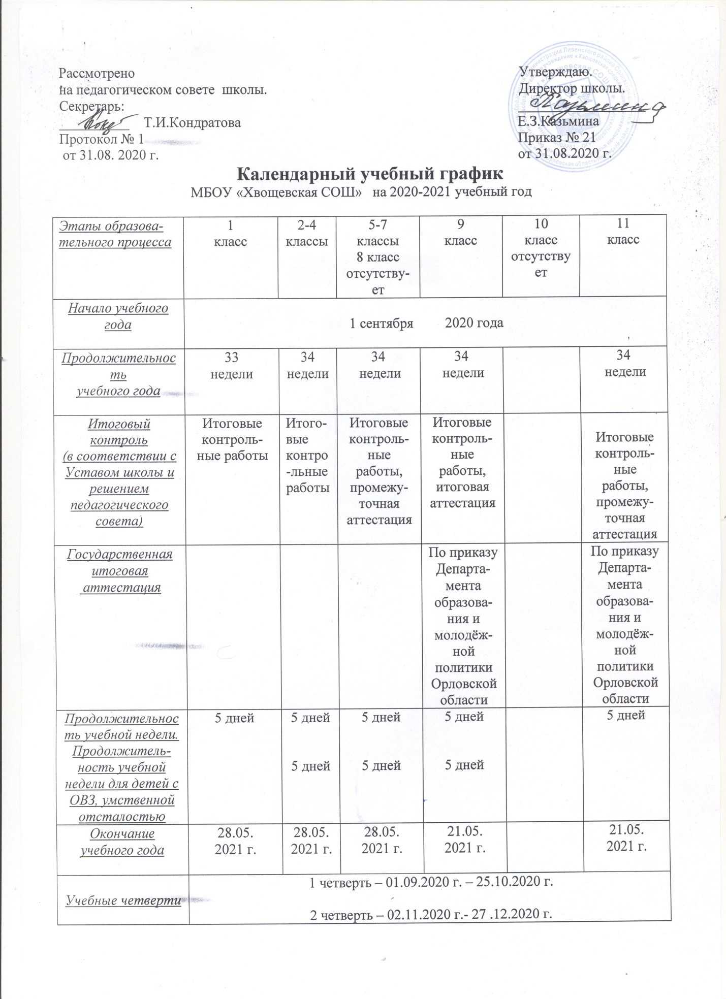 Рассмотрено
на педагогическом совете школы.
Секретарь:
Т.И.Кондратова
Протокол № 1
от 31.08. 2020 г.
Утверждаю.
Директор школы.
Казьмина
Е.З.Казьмина
Приказ № 21
от 31.08.2020 г.
Календарный учебный график
МБОУ «Хвощевская СОШ» на 2020-2021 учебный год
Этапы образова-
тельного процесса
1
класс
2-4
классы
5-7
классы
8 класс
отсутству-
ет
9
класс
10
класс
отсутству
ет
11
класс
Начало учебного
года
1 сентября 2020 года
Продолжительнос
ть
учебного года
33
недели
34
недели
34
недели
34
недели
34
недели
Итоговый
контроль
(в соответствии с
Уставом школы и
решением
педагогического
совета)
Итоговые
контроль-
ные работы
Итого-
вые
контро
-льные
работы
Итоговые
контроль-
ные
работы,
промежу-
точная
аттестация
Итоговые
контроль-
ные
работы,
итоговая
аттестация
Итоговые
контроль-
ные
работы,
промежу-
точная
аттестация
Государственная
итоговая
аттестация
По приказу
Департа-
мента
образова-
ния и
молодёж-
ной
политики
Орловской
области
По приказу
Департа-
мента
образова-
ния и
молодёж-
ной
политики
Орловской
области
Продолжительнос
ть учебной недели.
Продолжитель-
ность учебной
недели для детей с
ОВЗ, умственной
отсталостью
5 дней
5 дней
5 дней
5 дней
5 дней
5 дней
5 дней
5 дней
Окончание
учебного года
28.05.
2021 г.
28.05.
2021 г.
28.05.
2021 г.
21.05.
2021 г.
21.05.
2021 г.
Учебные четверти
1 четверть – 01.09.2020 г. – 25.10.2020 г.
2 четверть – 02.11.2020 г.- 27 .12.2020 г.